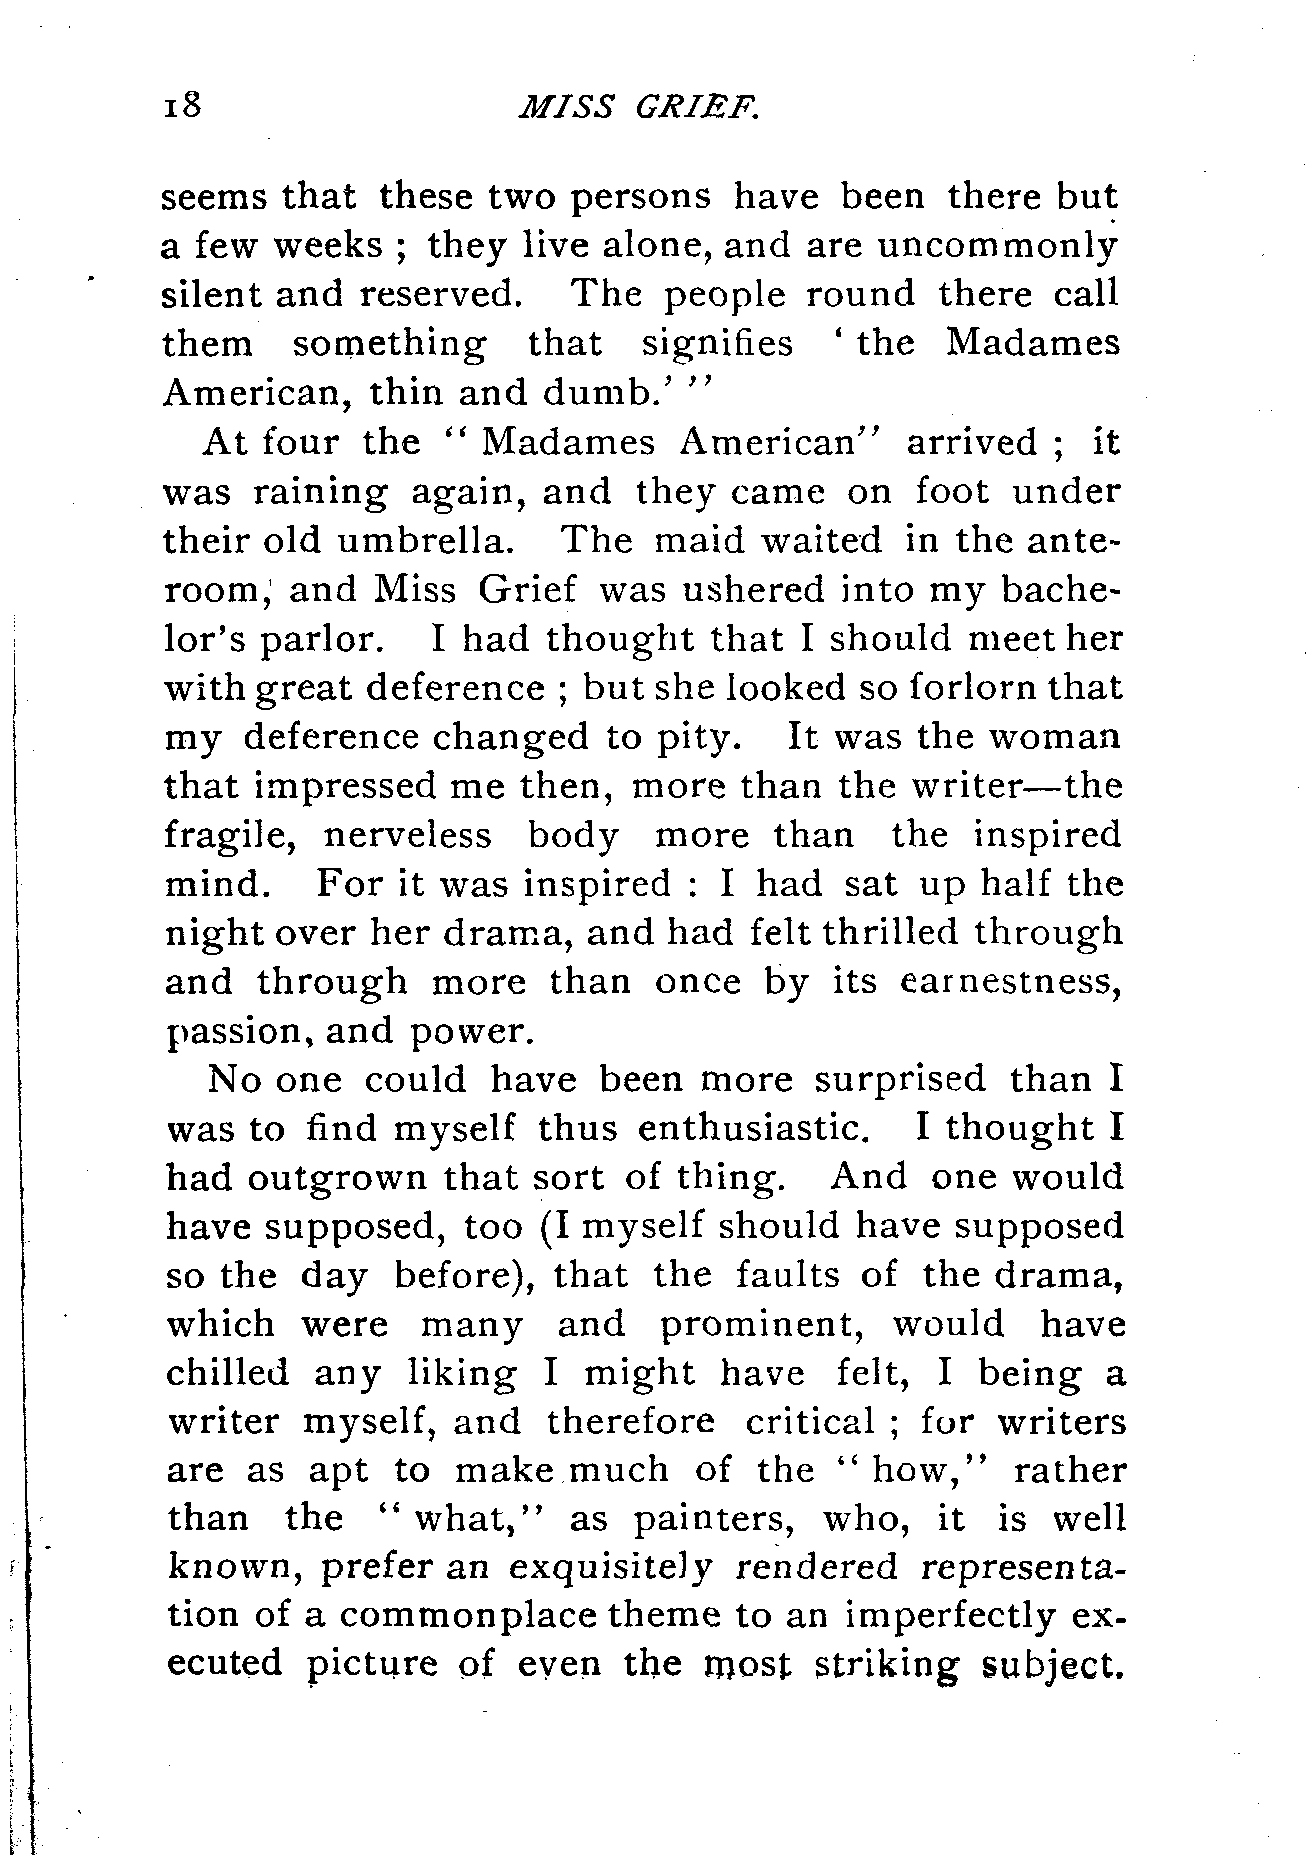 18 MISS GRIEF.
seems that these two persons have been there but
a few weeks ; they live alone, and are uncommonly
silent and reserved. The people round there call
them something that signifies ‘ the Madames
American, thin and dumb.’ ”
At four the “ Madames American” arrived ; it
was raining again, and they came on foot under
their old umbrella. The maid waited in the ante-
room, and Miss Grief was ushered into my bache-
lor’s parlor. I had thought that I should meet her
with great deference ; but she looked so forlorn that
my deference changed to pity. It was the woman
that impressed me then, more than the writer—the
fragile, nerveless body more than the inspired
mind. For it was inspired : I had sat up half the
night over her drama, and had felt thrilled through
and through more than once by its earnestness,
passion, and power.
No one could have been more surprised than I
was to find myself thus enthusiastic. I thought I
had outgrown that sort of thing. And one would
have supposed, too (I myself should have supposed
so the day before), that the faults of the drama,
which were many and prominent, would have
chilled any liking I might have felt, I being a
writer myself, and therefore critical ; for writers
are as apt to make much of the “ how,” rather
than the “ what,” as painters, who, it is well
known, prefer an exquisitely rendered representa-
tion of a commonplace theme to an imperfectly ex-
ecuted picture of even the most striking subject.